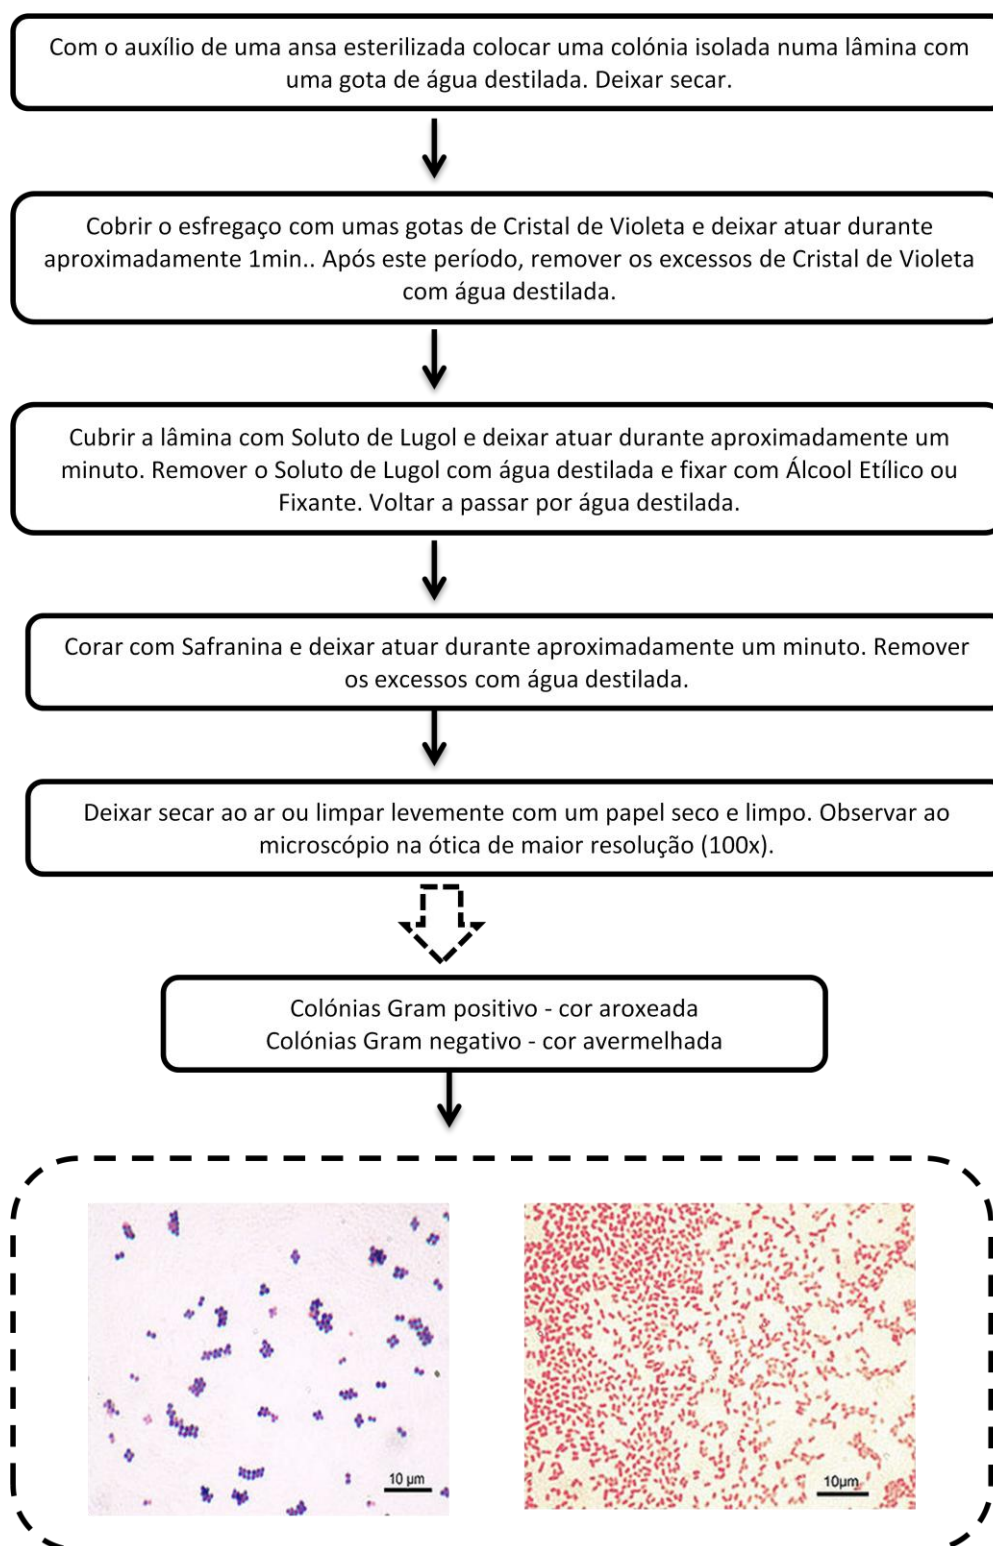 Com o auxílio de uma ansa esterilizada colocar uma colónia isolada numa lâmina com
uma gota de água destilada. Deixar secar.
Cobrir o esfregaço com umas gotas de Cristal de Violeta e deixar atuar durante
aproximadamente 1min.. Após este período, remover os excessos de Cristal de Violeta
com água destilada.
Cubrir a lâmina com Soluto de Lugol e deixar atuar durante aproximadamente um
minuto. Remover o Soluto de Lugol com água destilada e fixar com Álcool Etílico ou
Fixante. Voltar a passar por água destilada.
Corar com Safranina e deixar atuar durante aproximadamente um minuto. Remover
os excessos com água destilada.
Deixar secar ao ar ou limpar levemente com um papel seco e limpo. Observar ao
microscópio na ótica de maior resolução (100x).
Colónias Gram positivo - cor aroxeada
Colónias Gram negativo - cor avermelhada
10 µm
10µm